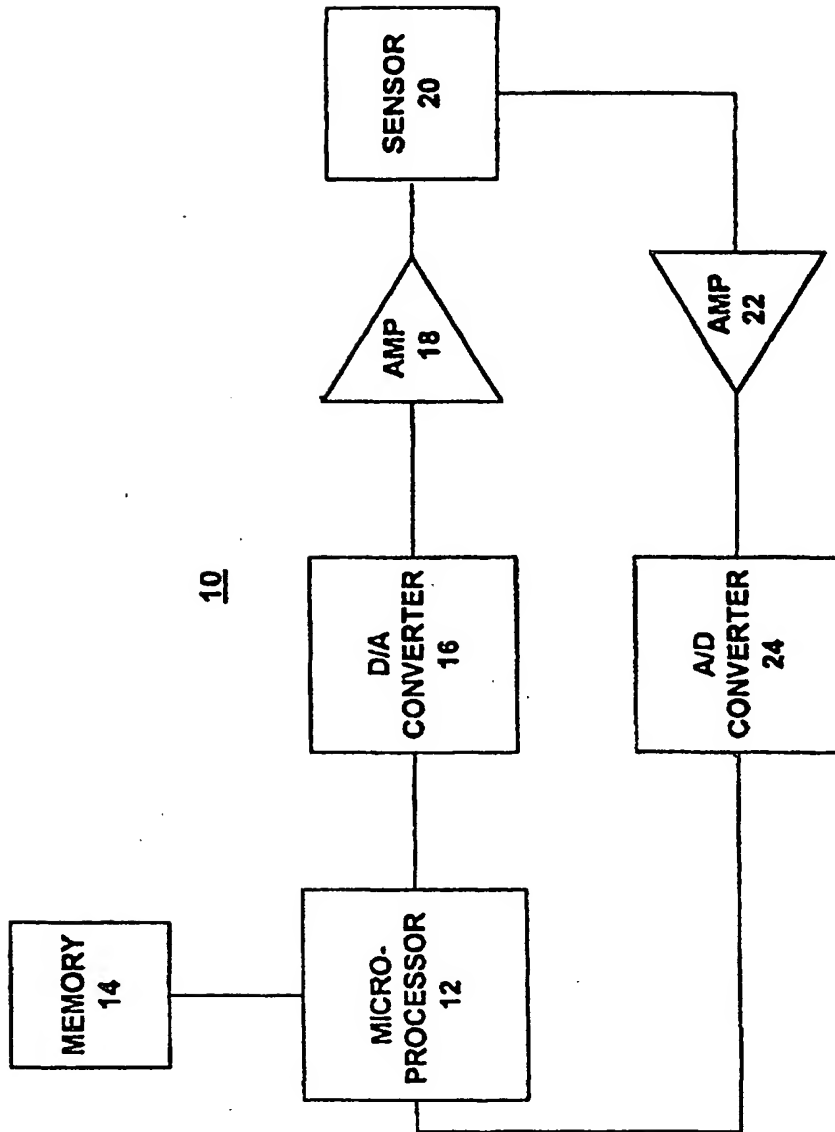 10
MEMORY
14
MICRO-
PROCESSOR
12
D/A
CONVERTER
16
AMP
18
SENSOR
20
AMP
22
A/D
CONVERTER
24